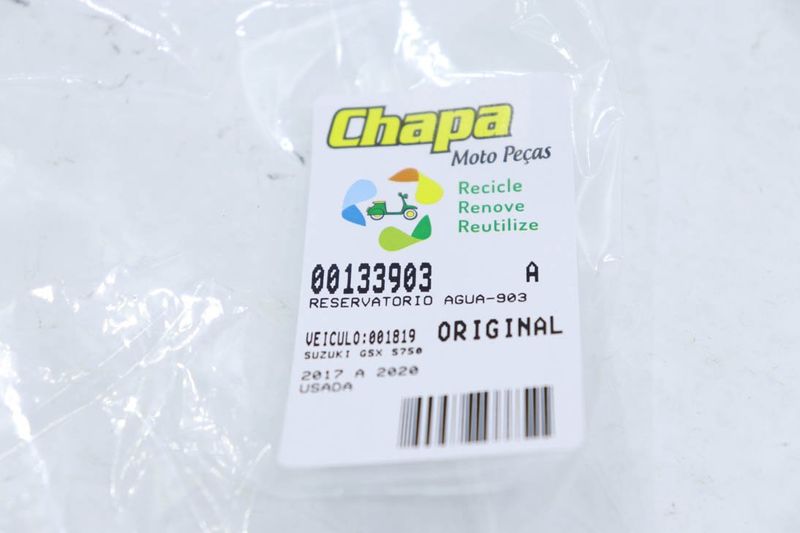 Chapa
Moto Peças
Recicle
Renove
Reutilize
00133903 A
RESERVATORIO AGUA-903
VEICULO:001819 ORIGINAL
SUZUKI GSX S750
2017 A 2020
USADA